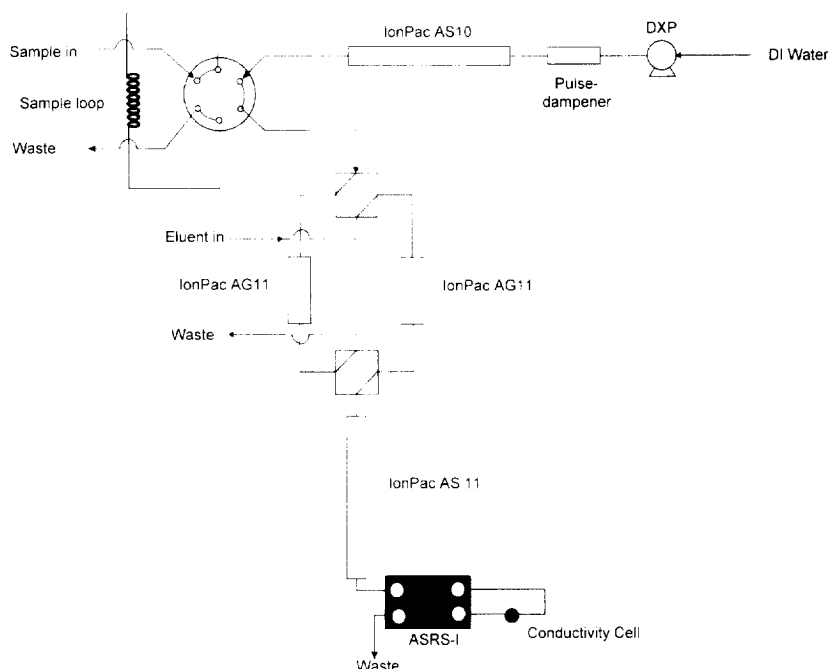 IonPac AS10
DXP
Sample in
DI Water
Pulse-
dampener
Sample loop
Waste
Eluent in
IonPac AG11
IonPac AG11
Waste
IonPac AS 11
ASRS-I
Conductivity Cell
Waste